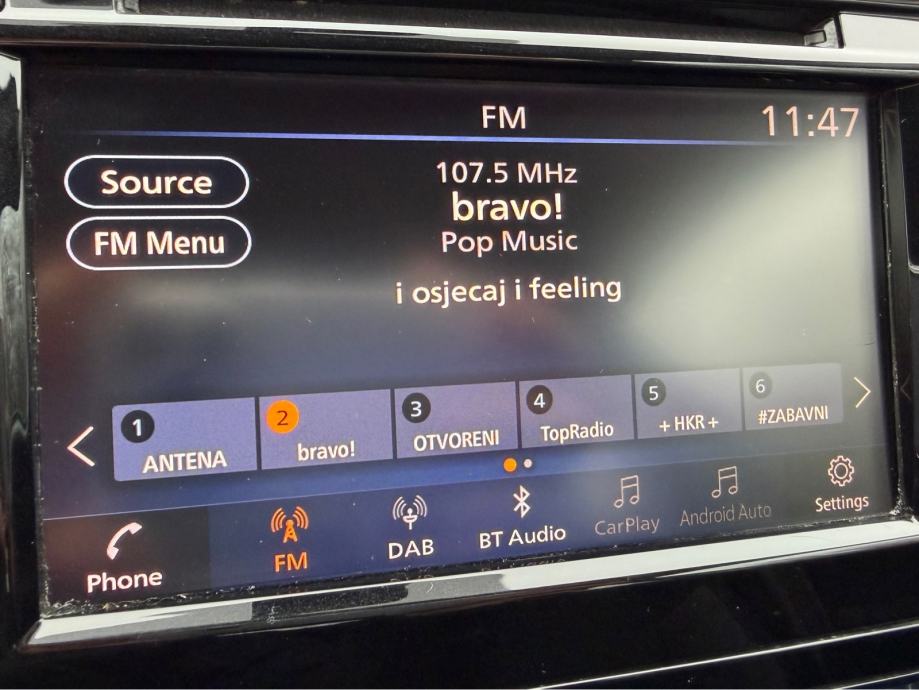 FM
11:47
Source
107.5 MHz
bravo!
FM Menu
Pop Music
i osjecaj i feeling
1
ANTENA
2
bravo!
3
OTVORENI
4
TopRadio
5
+HKR+
6
#ZABAVNI
Phone
FM
DAB
BT Audio
CarPlay
Android Auto
Settings